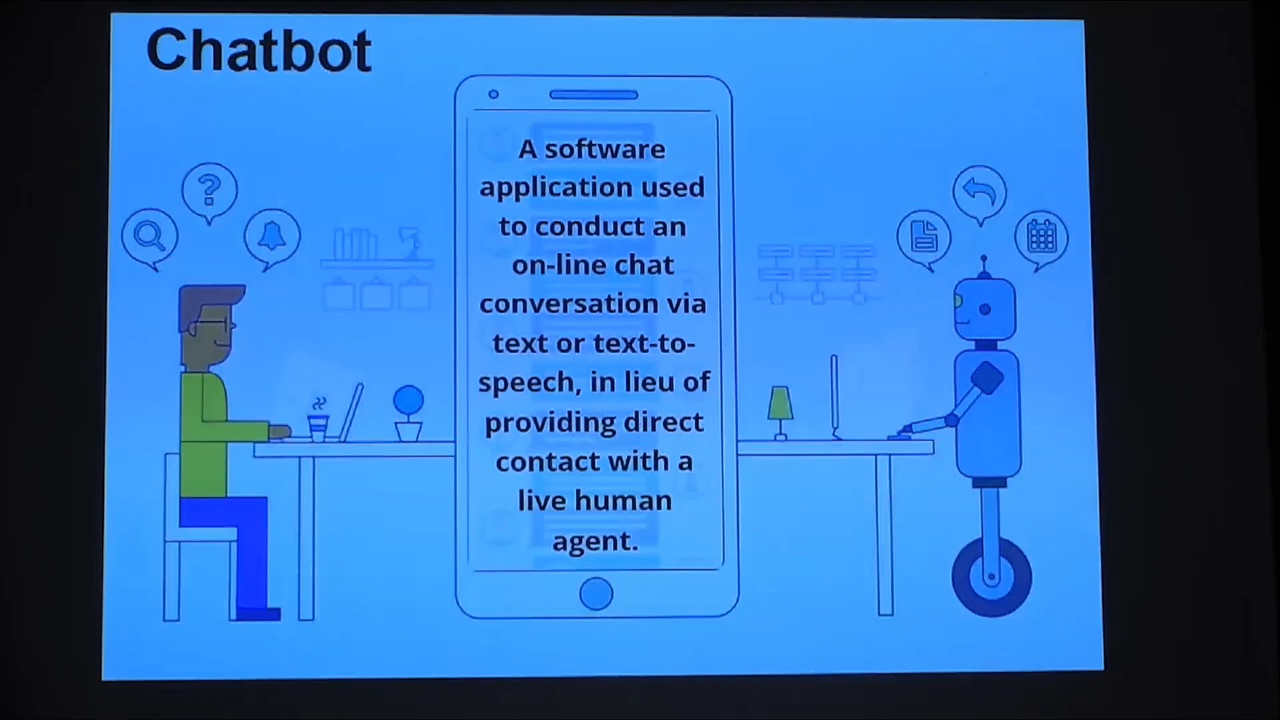 Chatbot
A software
application used
to conduct an
on-line chat
conversation via
text or text-to-
speech, in lieu of
providing direct
contact with a
live human
agent.
?